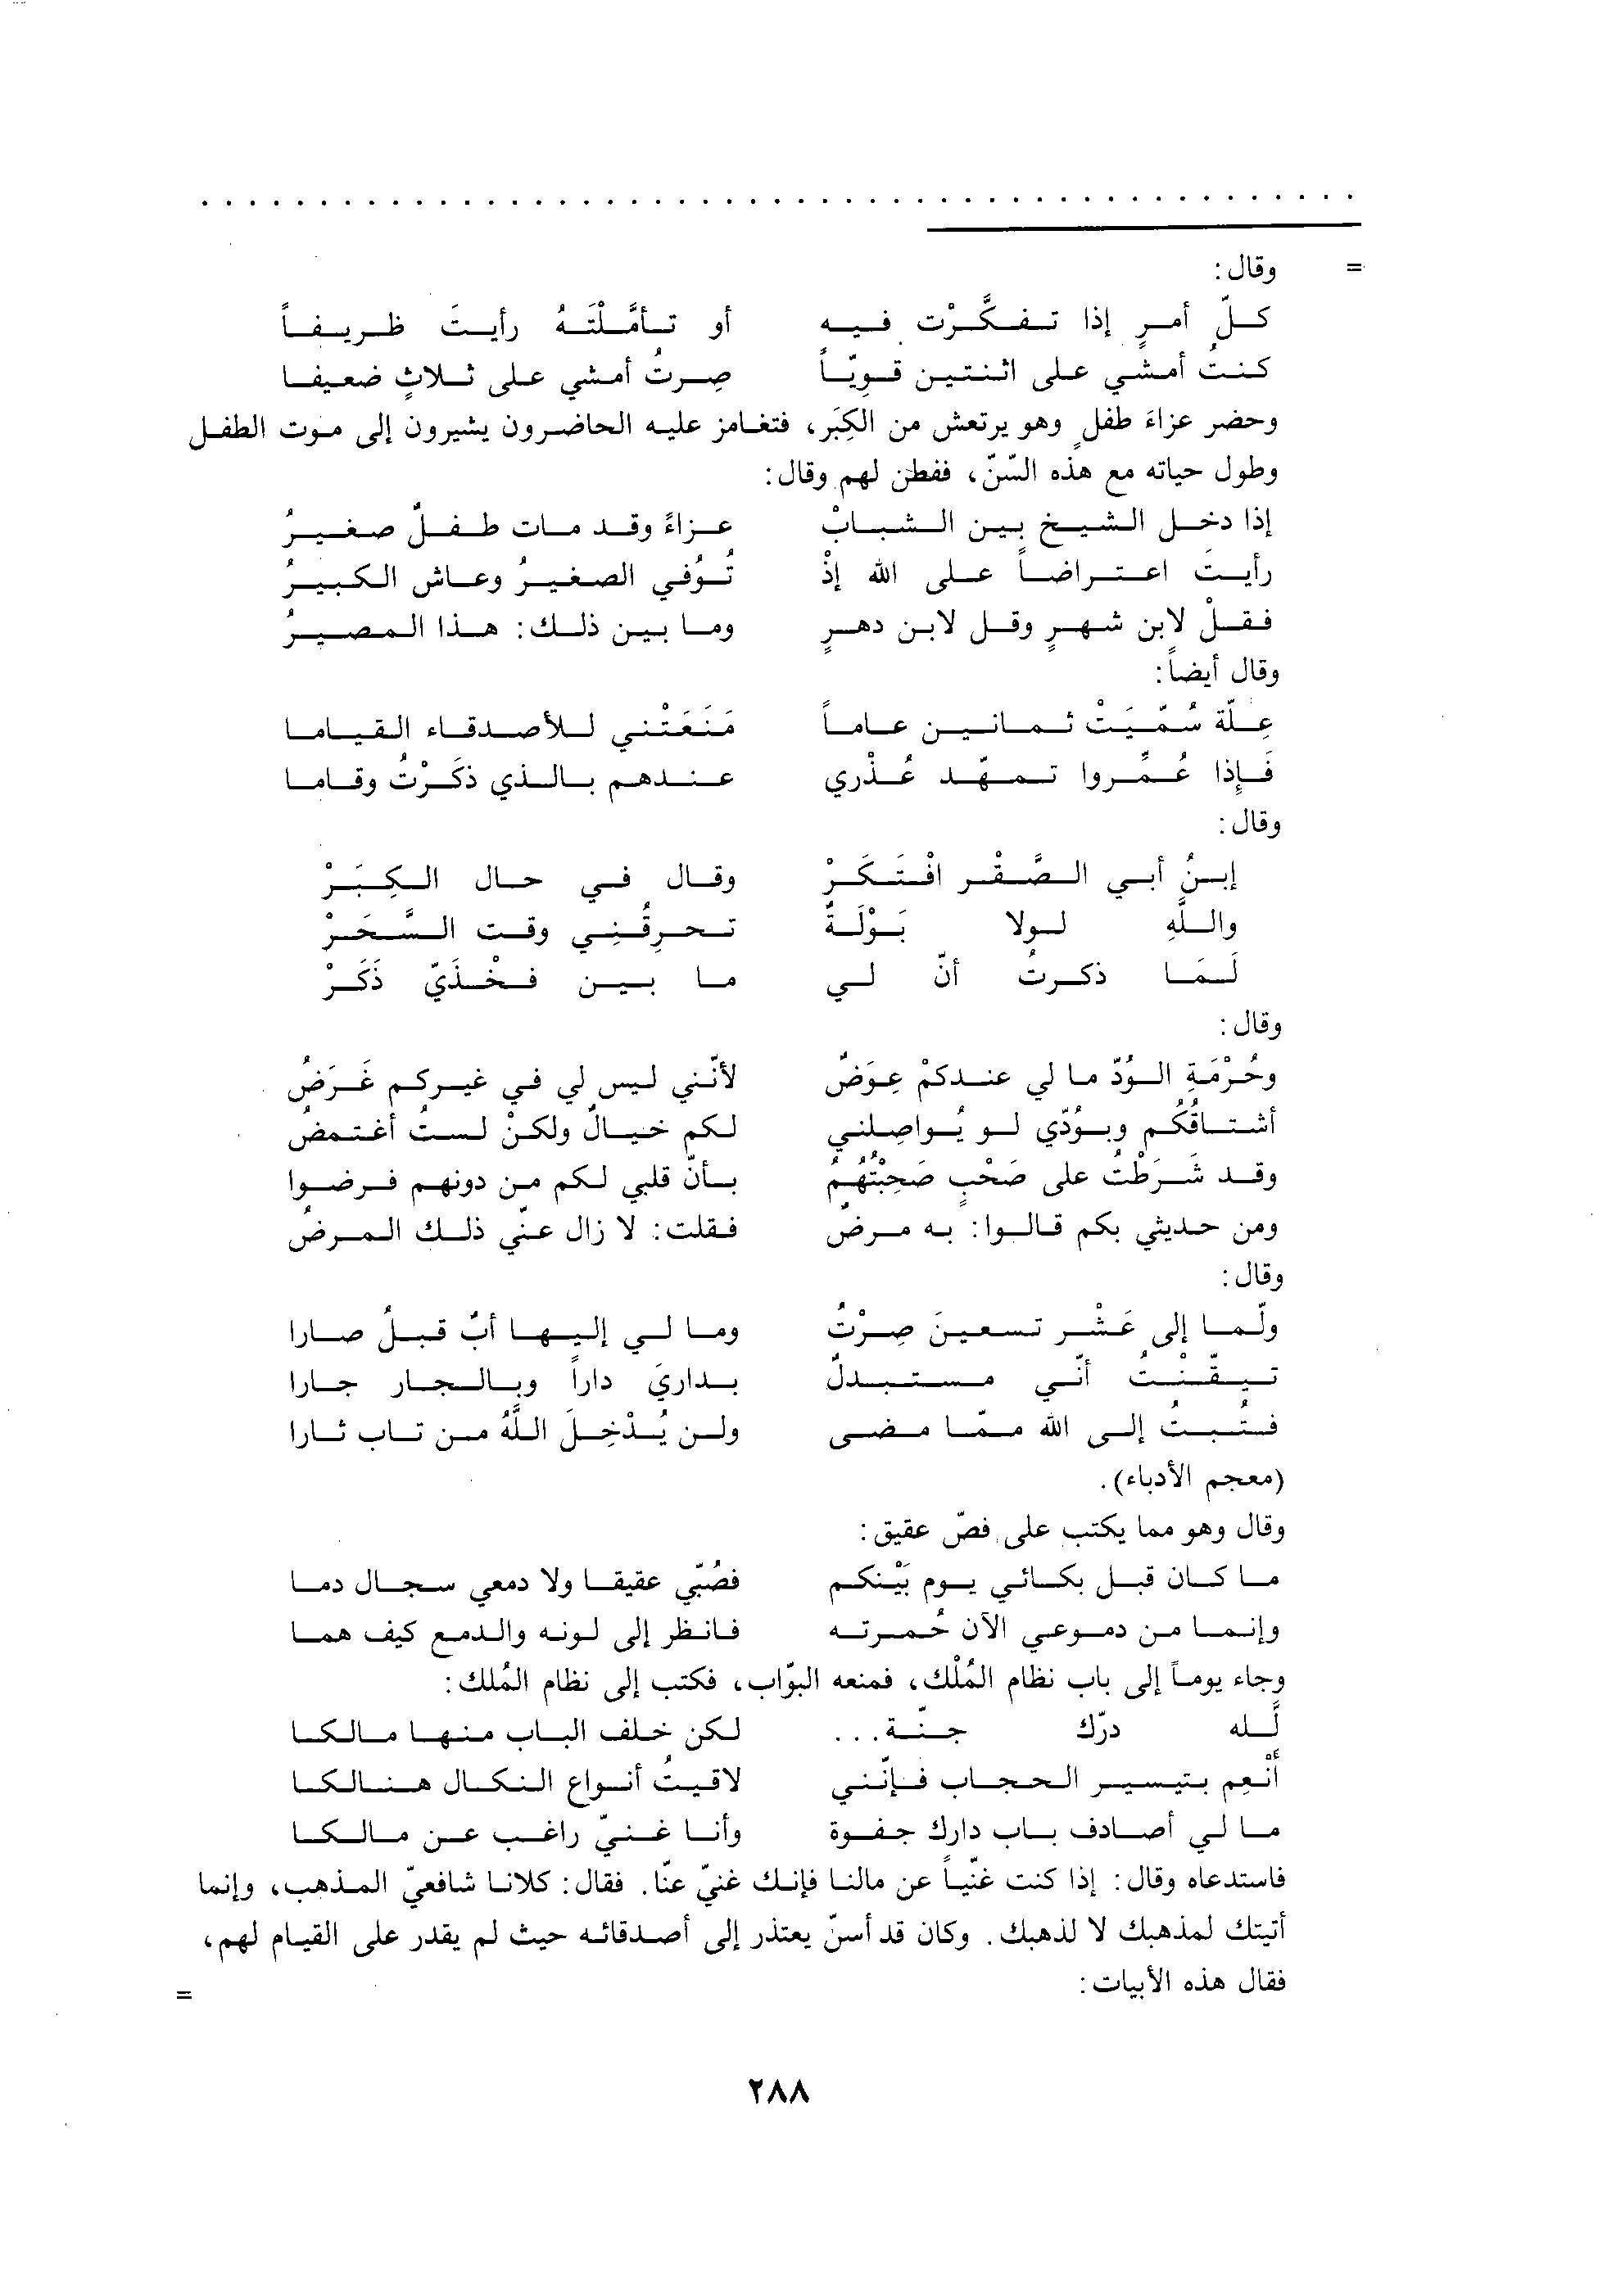 . . . . . . . . . . . . . . . . . . . . . . . . . . . . . . . . . . . . . . . . . . . . . . . . .
= وقال:
كلّ أمرٍ إذا تفكَّرْت فيه أو تأمَّلْتَهُ رأيتَ ظريفاً
كنتُ أمشي على اثنتين قويّاً صِرتُ أمشي على ثلاثٍ ضعيفا
وحضر عزاءَ طفلٍ وهو يرتعش من الكِبَر، فتغامز عليه الحاضرون يشيرون إلى موت الطفل
وطول حياته مع هذه السّنّ، ففطن لهم وقال:
إذا دخل الشيخ بين الشبابْ عزاءً وقد مات طفلٌ صغيرُ
رأيتَ اعتراضاً على الله إذْ تُوُفي الصغيرُ وعاش الكبيرُ
فقلْ لابن شهرٍ وقل لابن دهرٍ وما بين ذلك: هذا المصيرُ
وقال أيضاً:
عِلّة سُمّيَتْ ثمانين عاماً مَنَعَتْني للأصدقاء القياما
فَإِذا عُمِّروا تمهّد عُذْري عندهم بالذي ذكَرْتُ وقاما
وقال:
إبنُ أبي الصَّقْر افْتَكَرْ وقال في حال الكِبَرْ
واللَّهِ لولا بَوْلَةٌ تحرِقُنِي وقت السَّحَرْ
لَمَا ذكرتُ أنّ لي ما بين فخْذَيّ ذَكَرْ
وقال:
وحُرْمَةِ الوُدّ ما لي عندكمْ عِوَضٌ لأنّني ليس لي في غيركم غَرَضُ
أشتاقُكُم وبوُدّي لو يُواصِلني لكم خيالٌ ولكنْ لستُ أغتمضُ
وقد شَرَطْتُ على صَحْبٍ صَحِبْتُهُمُ بأنّ قلبي لكم من دونهم فرضوا
ومن حديثي بكم قالوا: به مرضٌ فقلت: لا زال عنّي ذلك المرضُ
وقال:
ولّما إلى عَشْر تسعينَ صِرْتُ وما لي إليها أبٌ قبلُ صارا
تيقّنْتُ أنّي مستبدلٌ بداريَ داراً وبالجار جارا
فتُبتُ إلى الله ممّا مضى ولن يُدْخِلَ اللَّهُ من تاب ثارا
(معجم الأدباء).
وقال وهو مما يكتب على فصّ عقيق:
ما كان قبل بكائي يوم بَيْنكم فصُبّي عقيقا ولا دمعي سجال دما
وإنما من دموعي الآن حُمرته فانظر إلى لونه والدمع كيف هما
وجاء يوماً إلى باب نظام المُلْك، فمنعه البوّاب، فكتب إلى نظام المُلك:
لَله درّك جنّة... لكن خلف الباب منها مالكا
أنْعِم بتيسير الحجاب فإنّني لاقيتُ أنواع النكال هنالكا
ما لي أصادف باب دارك جفوة وأنا غنيّ راغب عن مالكا
فاستدعاه وقال: إذا كنت غنّياً عن مالنا فإنك غنيّ عنّا. فقال: كلانا شافعيّ المذهب، وإنما
أتيتك لمذهبك لا لذهبك. وكان قد أسنّ يعتذر إلى أصدقائه حيث لم يقدر على القيام لهم،
فقال هذه الأبيات: =
٢٨٨